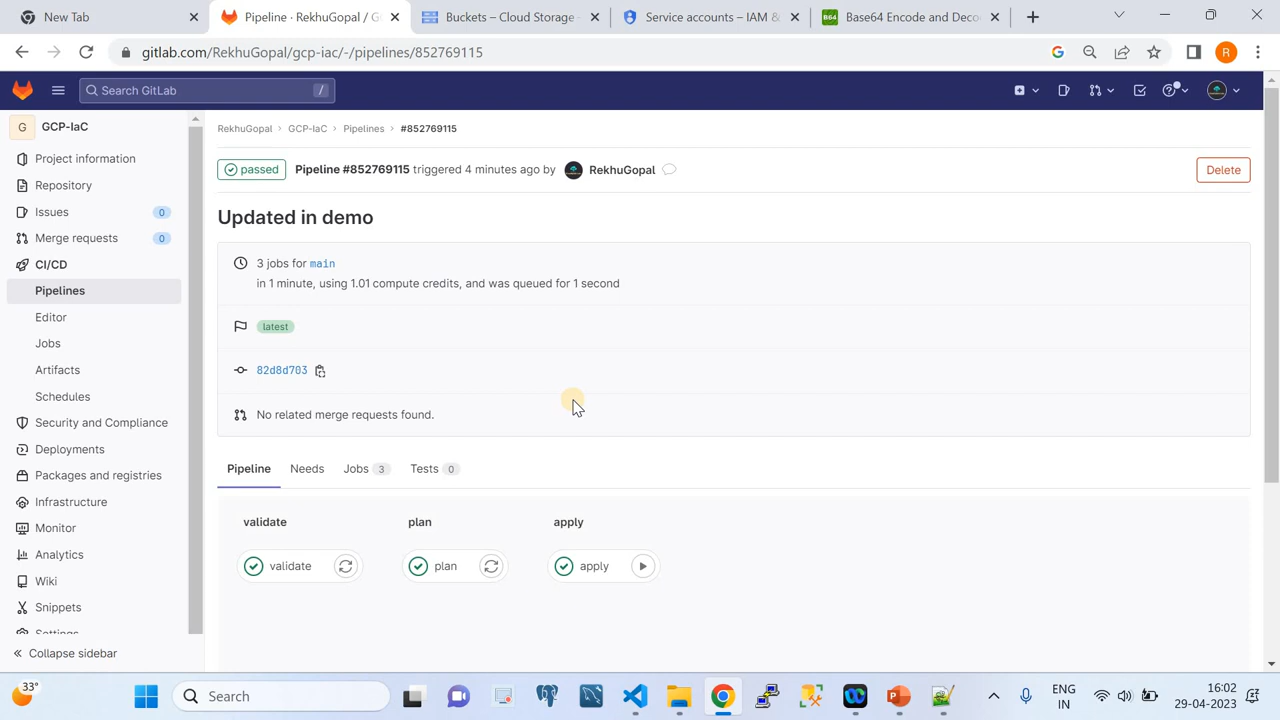 New Tab
Pipeline · RekhuGopal / G
Buckets – Cloud Storage -
Service accounts – IAM &
B64
Base64 Encode and Deco
gitlab.com/RekhuGopal/gcp-iac/-/pipelines/852769115
R
Search GitLab
/
G
GCP-IaC
Project information
Repository
Issues
0
Merge requests
0
CI/CD
Pipelines
Editor
Jobs
Artifacts
Schedules
Security and Compliance
Deployments
Packages and registries
Infrastructure
Monitor
Analytics
Wiki
Snippets
Settings
Collapse sidebar
RekhuGopal
GCP-IaC
Pipelines
#852769115
passed
Pipeline #852769115 triggered 4 minutes ago by
RekhuGopal
Delete
Updated in demo
3 jobs for main
in 1 minute, using 1.01 compute credits, and was queued for 1 second
latest
82d8d703
No related merge requests found.
Pipeline
Needs
Jobs 3
Tests 0
validate
plan
apply
validate
plan
apply
33°
Search
ENG
IN
16:02
29-04-2023